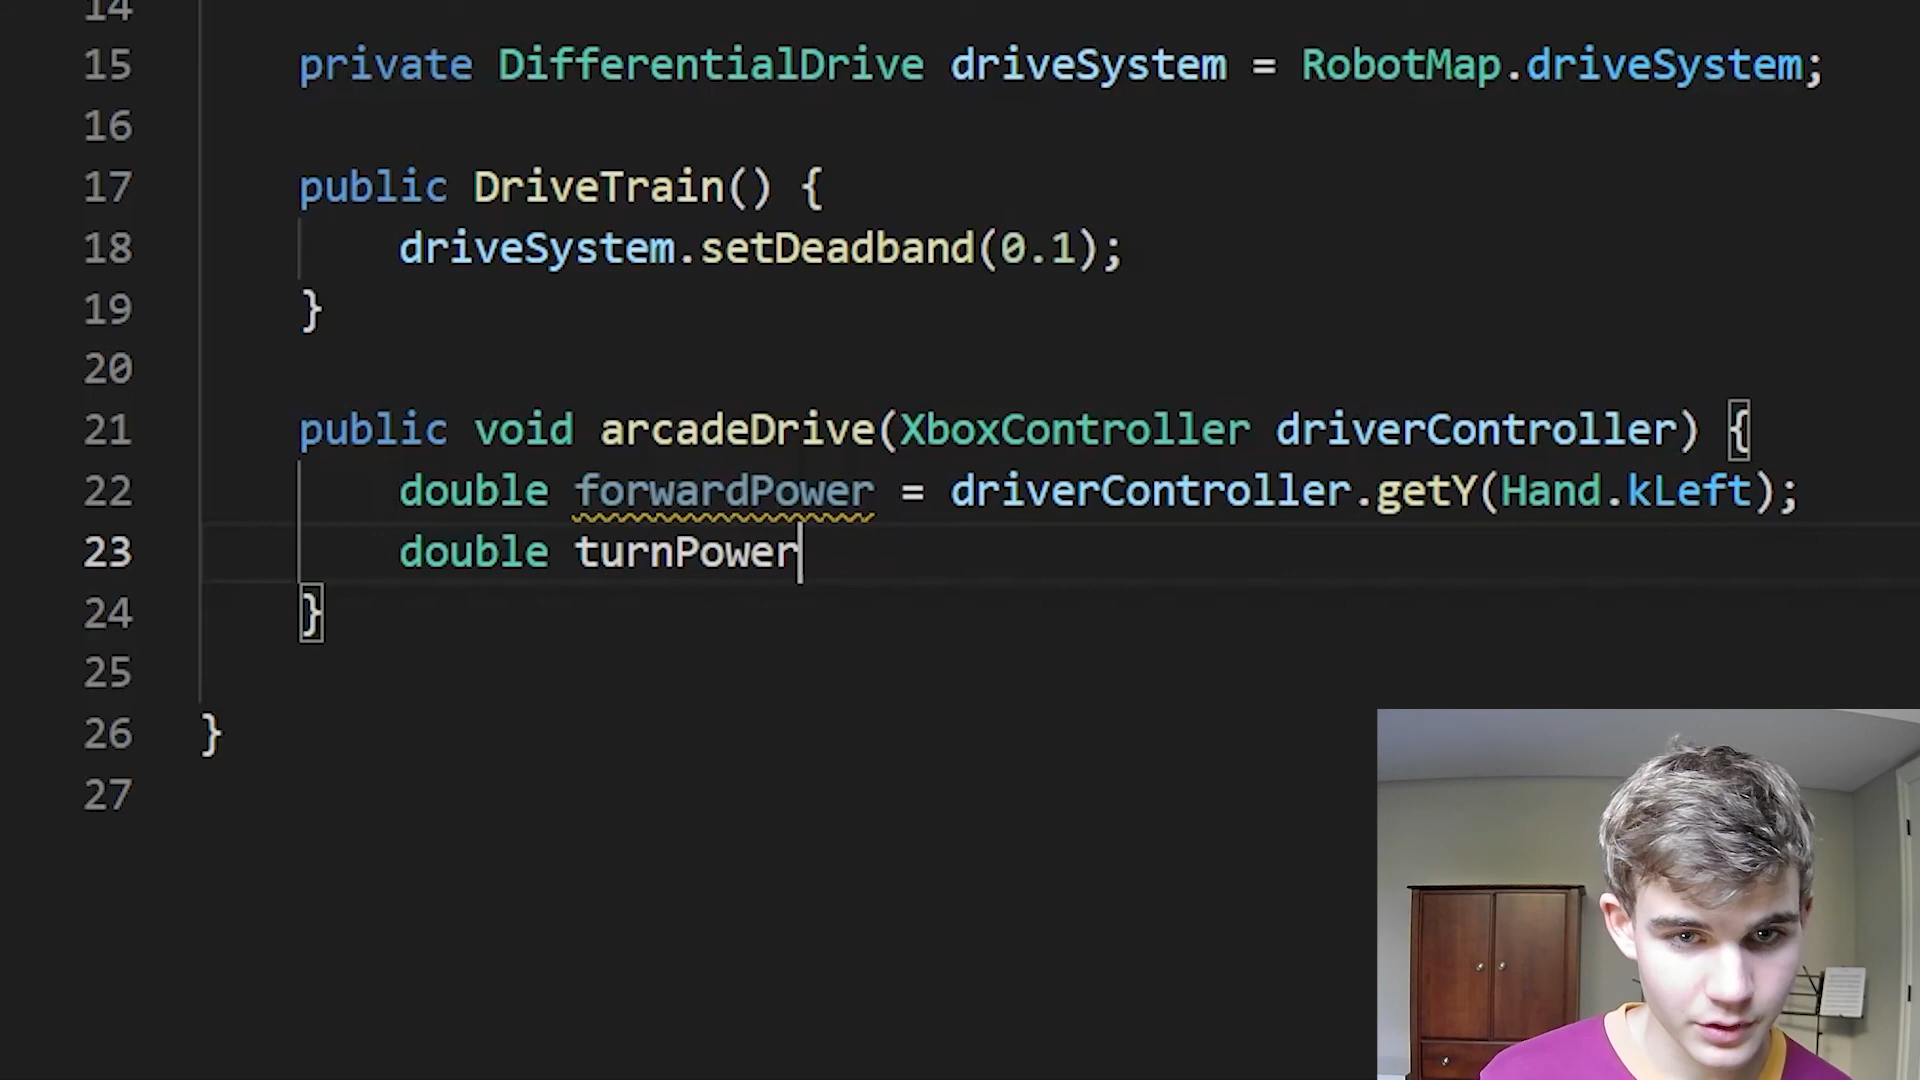 14
15 private DifferentialDrive driveSystem = RobotMap.driveSystem;
16
17 public DriveTrain() {
18 driveSystem.setDeadband(0.1);
19 }
20
21 public void arcadeDrive(XboxController driverController) {
22 double forwardPower = driverController.getY(Hand.kLeft);
23 double turnPower
24 }
25
26 }
27